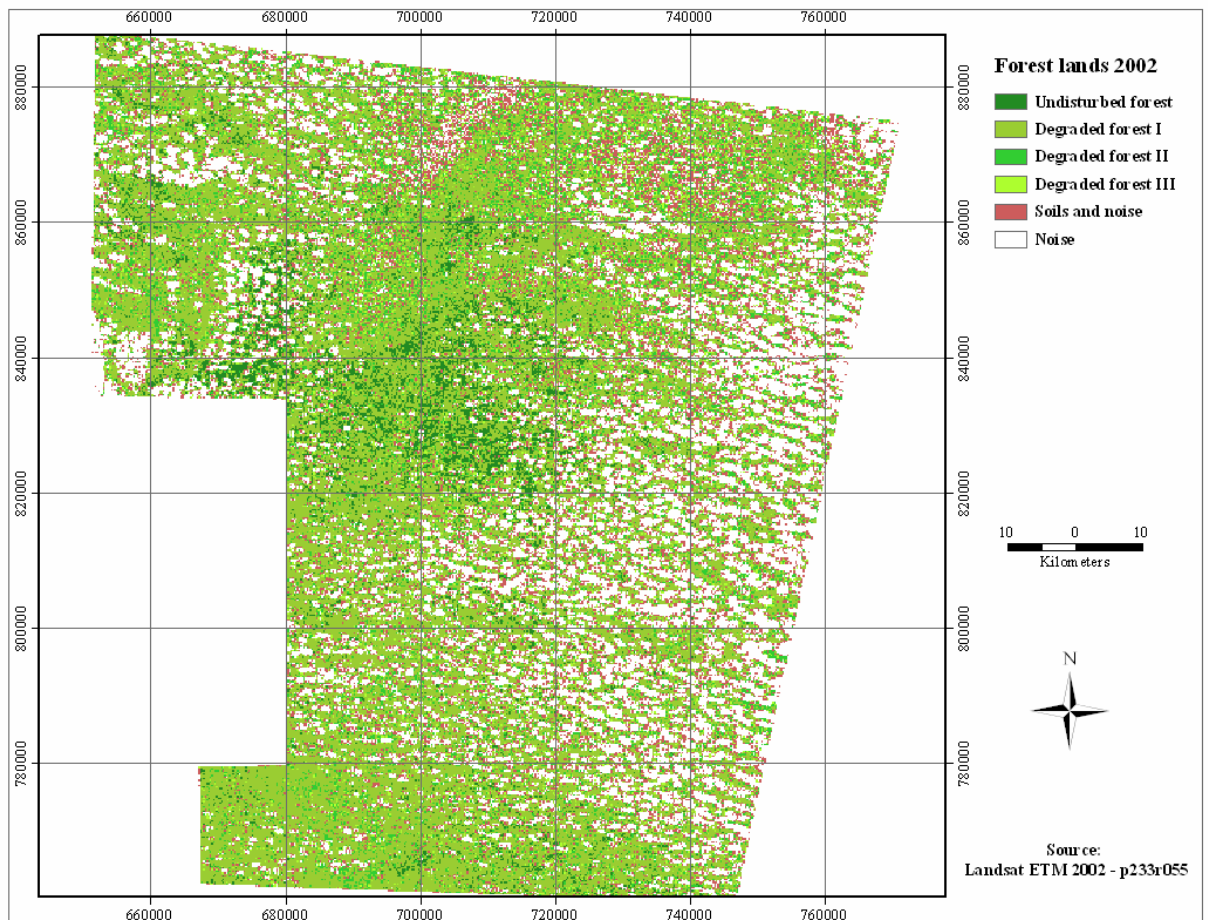 660000 680000 700000 720000 740000 760000
880000 860000 840000 820000 800000 780000
880000 860000 840000 820000 800000 780000
660000 680000 700000 720000 740000 760000
Forest lands 2002
Undisturbed forest
Degraded forest I
Degraded forest II
Degraded forest III
Soils and noise
Noise
10 0 10
Kilometers
N
Source:
Landsat ETM 2002 - p233r055